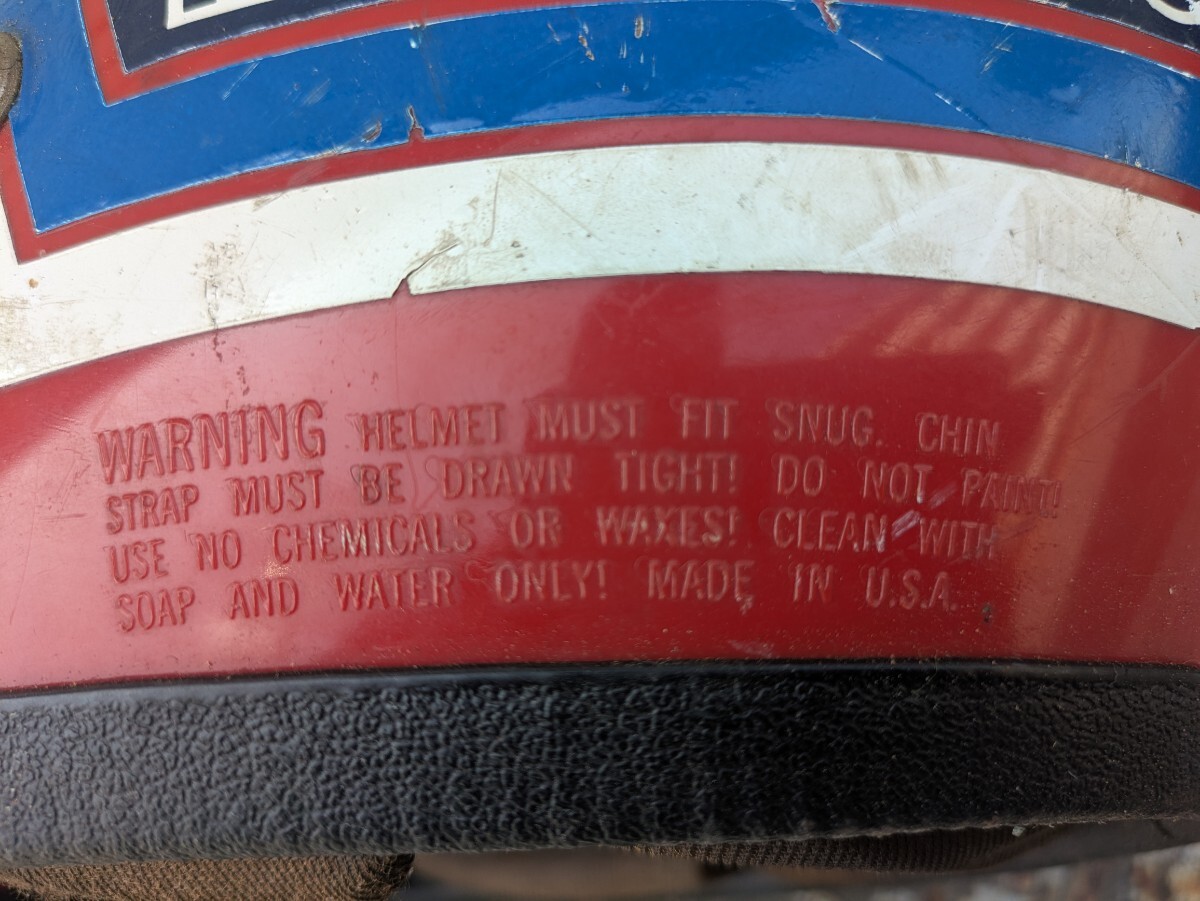 WARNING HELMET MUST FIT SNUG. CHIN
STRAP MUST BE DRAWN TIGHT! DO NOT PAINT!
USE NO CHEMICALS OR WAXES! CLEAN WITH
SOAP AND WATER ONLY! MADE IN U.S.A.